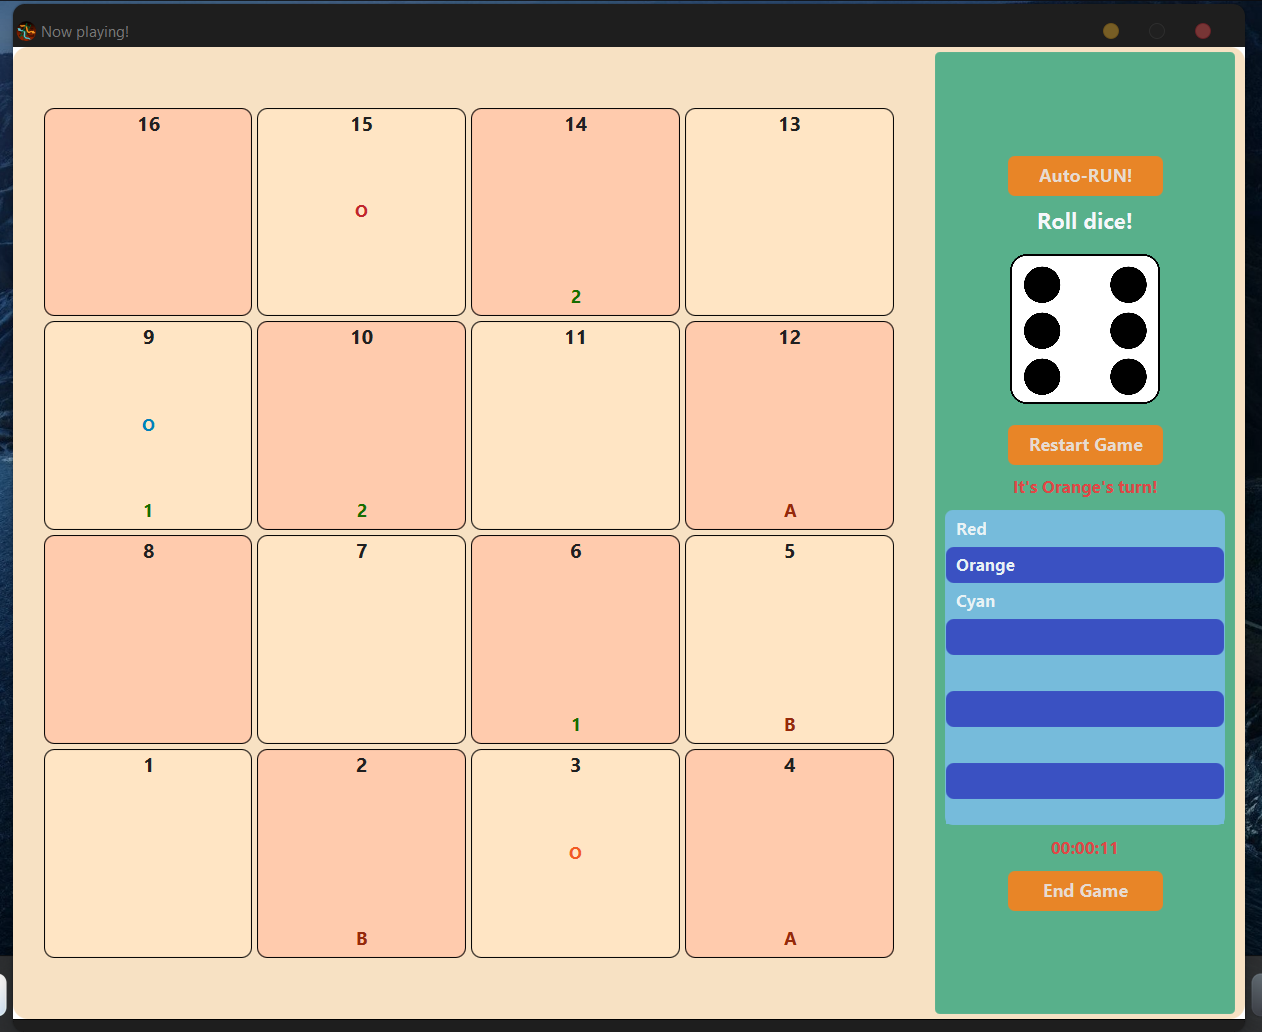 Now playing!
16 15 14 13
O
2
9 10 11 12
O
1 2 A
8 7 6 5
1 B
1 2 3 4
O
B A
Auto-RUN!
Roll dice!
Restart Game
It's Orange's turn!
Red
Orange
Cyan
00:00:11
End Game